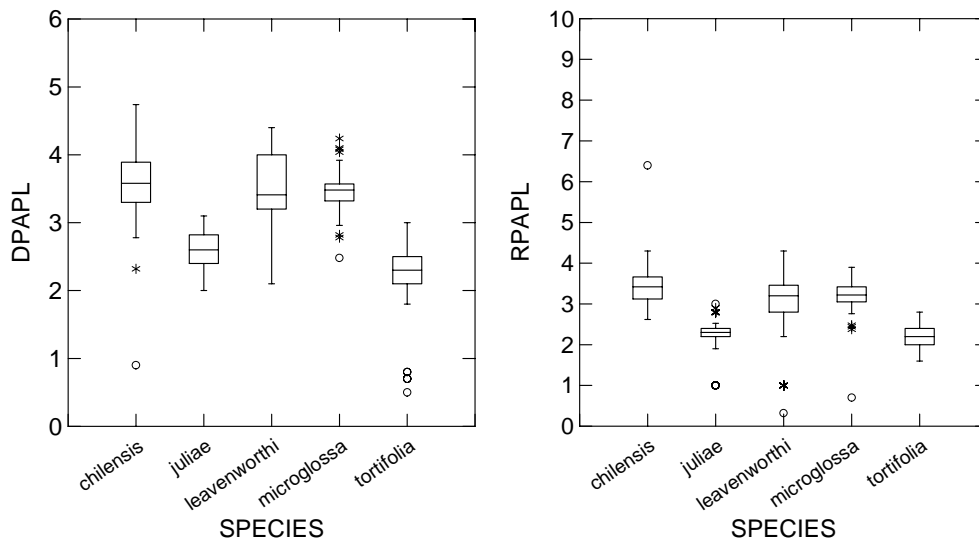 DPAPL
6
5
4
3
2
1
0
chilensis
juliae
leavenworthi
microglossa
tortifolia
SPECIES
RPAPL
10
9
8
7
6
5
4
3
2
1
0
chilensis
juliae
leavenworthi
microglossa
tortifolia
SPECIES